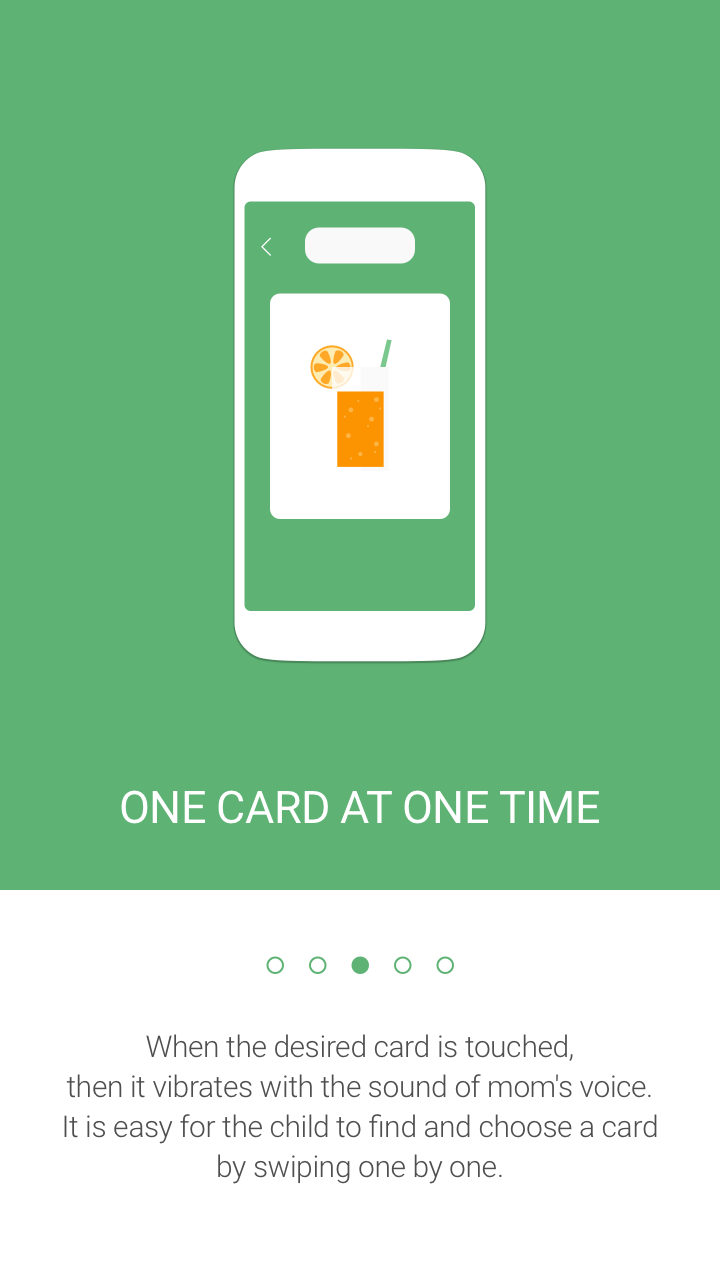 ONE CARD AT ONE TIME
When the desired card is touched,
then it vibrates with the sound of mom's voice.
It is easy for the child to find and choose a card
by swiping one by one.